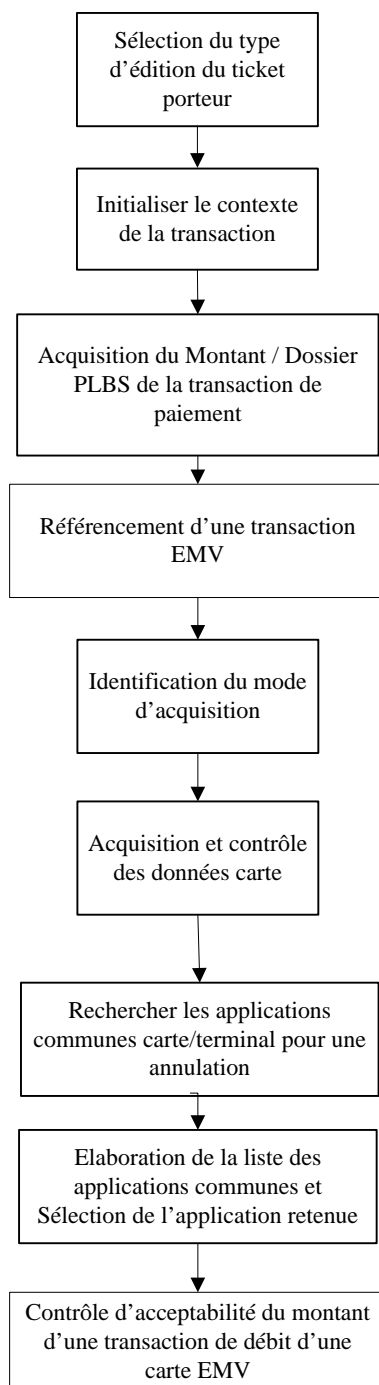 Sélection du type
d’édition du ticket
porteur
Initialiser le contexte
de la transaction
Acquisition du Montant / Dossier
PLBS de la transaction de
paiement
Référencement d’une transaction
EMV
Identification du mode
d’acquisition
Acquisition et contrôle
des données carte
Rechercher les applications
communes carte/terminal pour une
annulation
Elaboration de la liste des
applications communes et
Sélection de l’application retenue
Contrôle d’acceptabilité du montant
d’une transaction de débit d’une
carte EMV